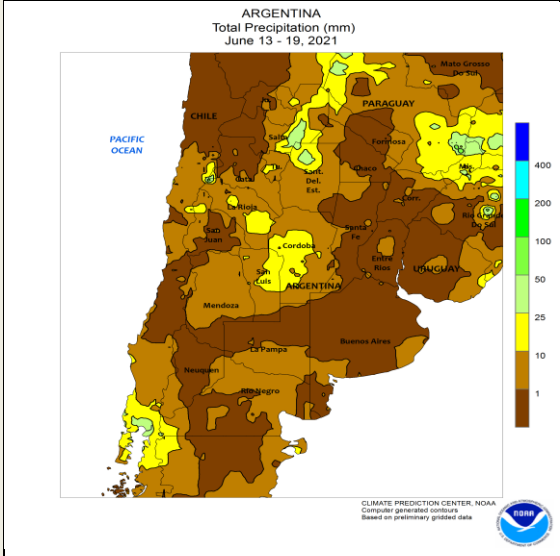 ARGENTINA
Total Precipitation (mm)
June 13 - 19, 2021
Mato Grosso
Do Sol
PARAGUAY
CHILE
PACIFIC
OCEAN
Salta
Formosa
Mis.
Sant.
Del.
Est.
Chaco
Cata.
La Rioja
Corr.
Rio Grande
Do Sul
San
Juan
Santa
Fe
Cordoba
Entre
Rios
URUGUAY
San
Luis
ARGENTINA
Mendoza
Buenos Aires
La Pampa
Neuquen
Rio Negro
400
200
100
50
25
10
1
CLIMATE PREDICTION CENTER, NOAA
Computer generated contours
Based on preliminary gridded data
NOAA